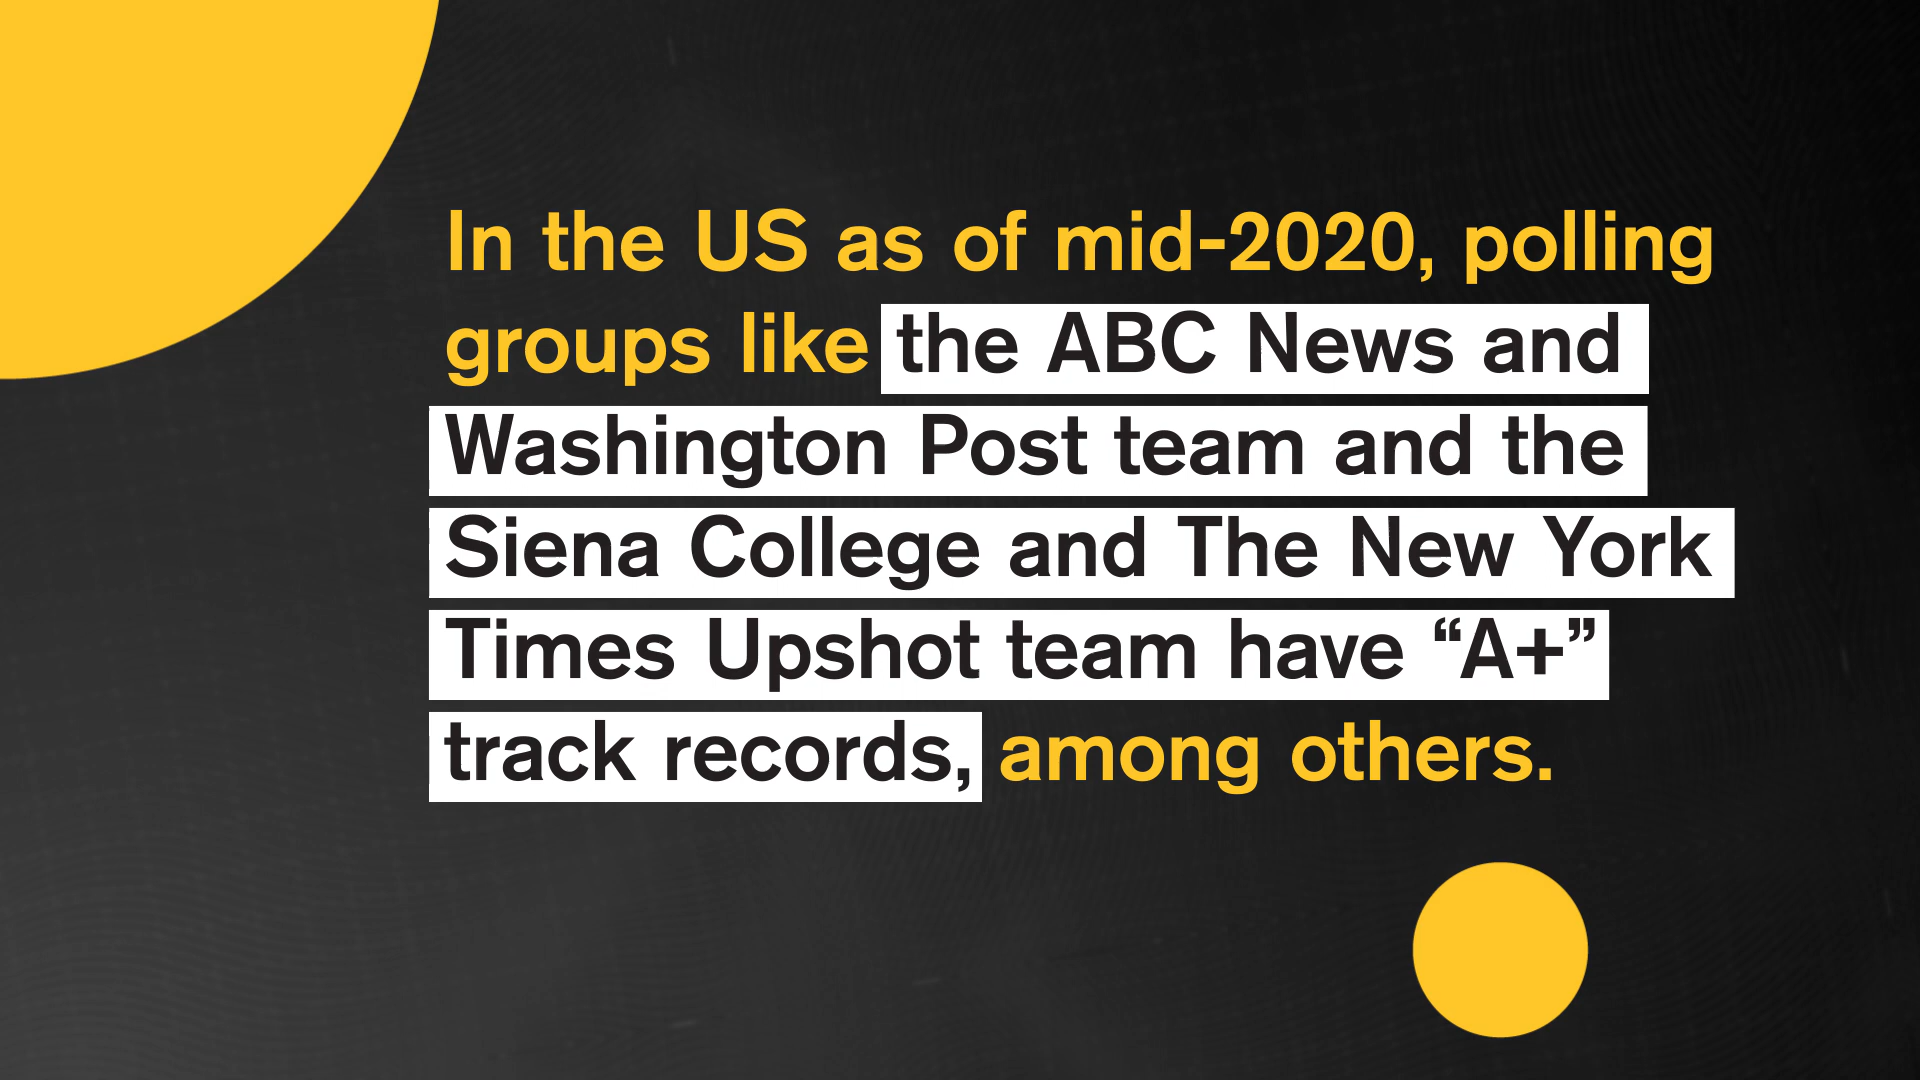 In the US as of mid-2020, polling
groups like the ABC News and
Washington Post team and the
Siena College and The New York
Times Upshot team have “A+”
track records, among others.